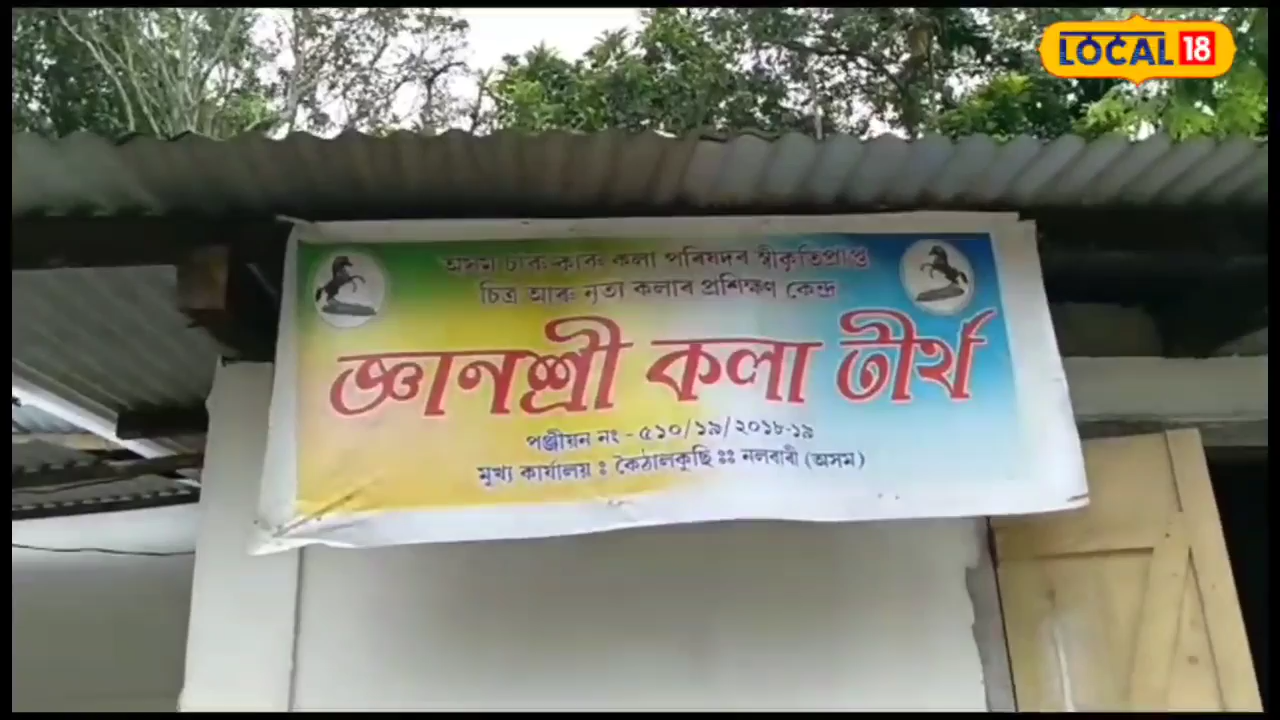 LOCAL 18
অসম চাৰু-কাৰু কলা পৰিষদৰ স্বীকৃতিপ্ৰাপ্ত
চিত্ৰ আৰু নৃত্য কলাৰ প্ৰশিক্ষণ কেন্দ্ৰ
জ্ঞানশ্ৰী কলা তীৰ্থ
পঞ্জীয়ন নং - ৫১০/১৯/২০১৮-১৯
মুখ্য কাৰ্যালয় ঃ কৈঠালকুছি ঃঃ নলবাৰী (অসম)